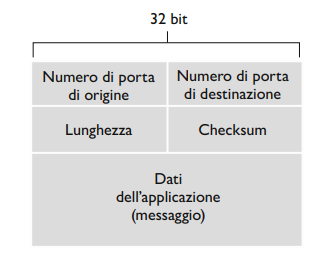 32 bit
Numero di porta
di origine
Numero di porta
di destinazione
Lunghezza
Checksum
Dati
dell'applicazione
(messaggio)